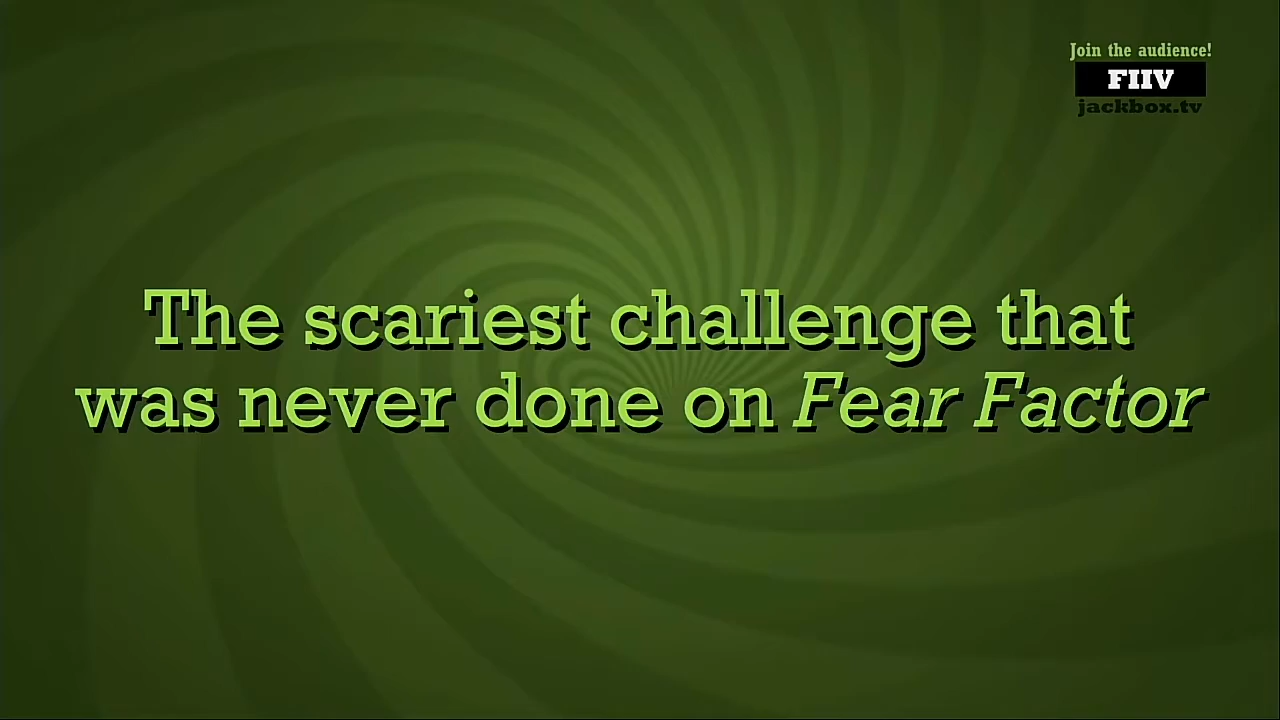 Join the audience!
FIIV
jackbox.tv
The scariest challenge that
was never done on Fear Factor